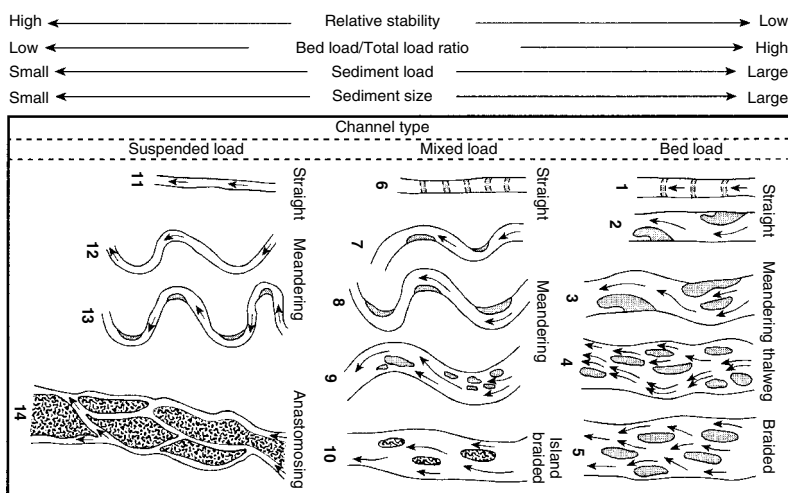 High Relative stability Low
Low Bed load/Total load ratio High
Small Sediment load Large
Small Sediment size Large
Channel type
Suspended load Mixed load Bed load
11
Straight
12
13
Meandering
14
Anastomosing
6
Straight
7
8
9
Meandering
10
Island
braided
1
2
Straight
3
4
Meandering thalweg
5
Braided